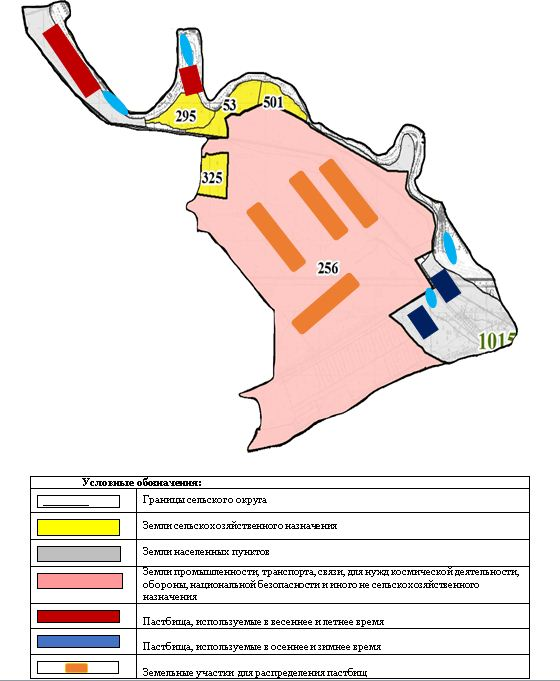 295
53
501
325
256
1015
Условные обозначения:
Границы сельского округа
Земли сельскохозяйственного назначения
Земли населенных пунктов
Земли промышленности, транспорта, связи, для нужд космической деятельности,
обороны, национальной безопасности и иного не сельскохозяйственного
назначения
Пастбища, используемые в весеннее и летнее время
Пастбища, используемые в осеннее и зимнее время
Земельные участки для распределения пастбищ